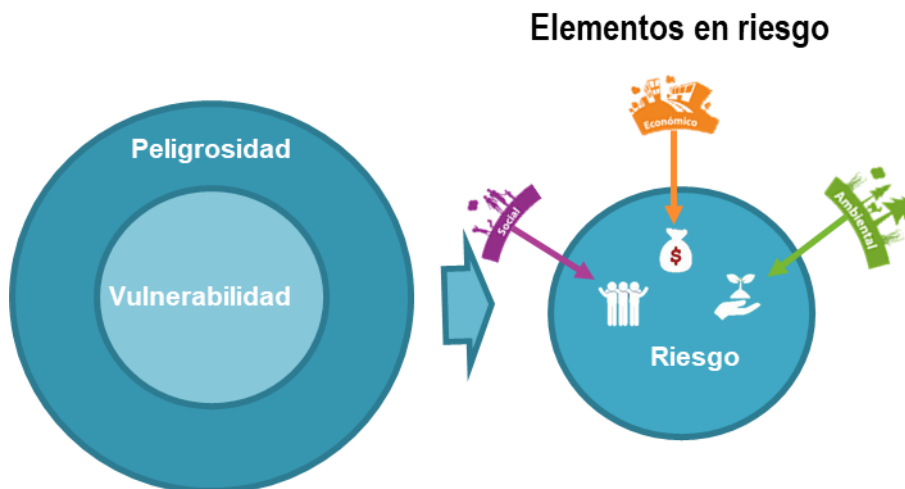 Elementos en riesgo
Económico
Peligrosidad
Social
Ambiental
$
Vulnerabilidad
Riesgo